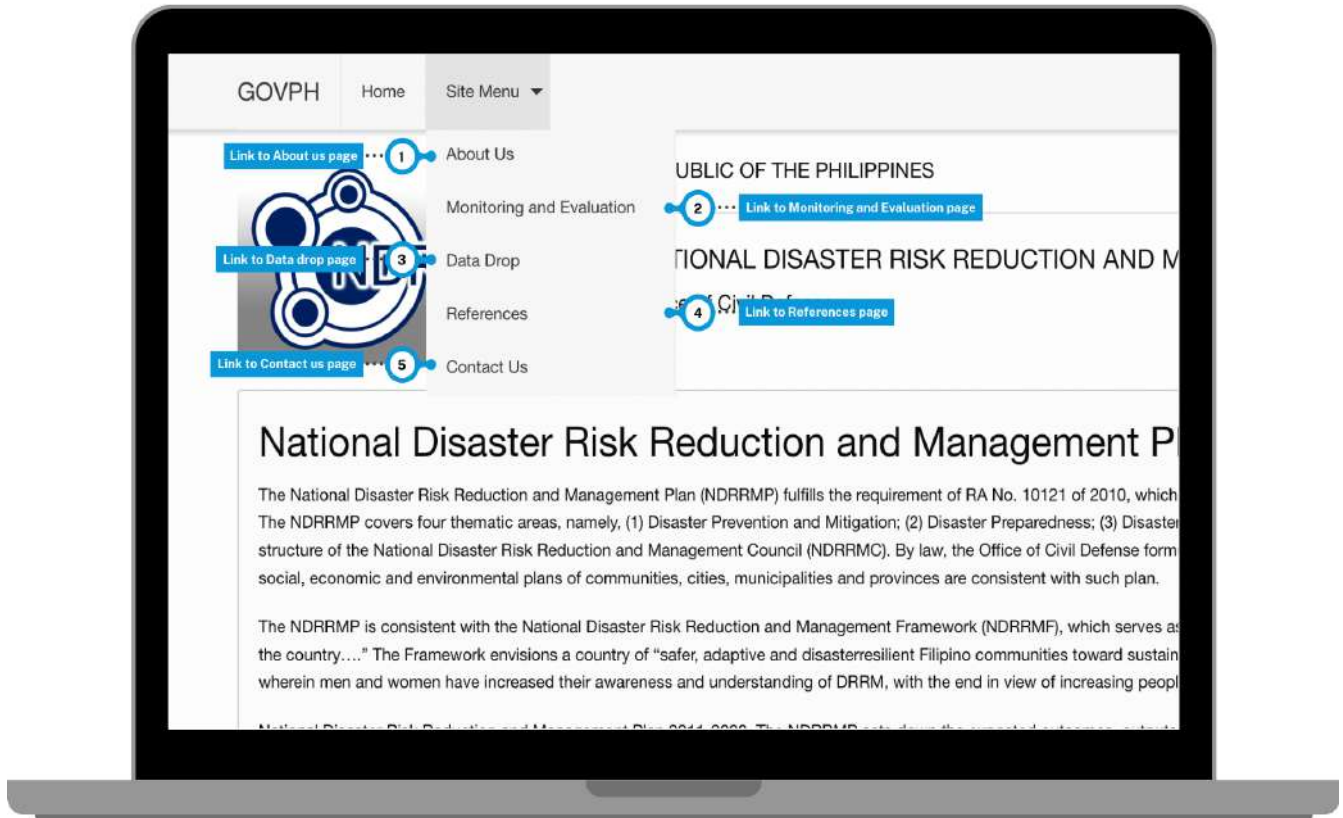 GOVPH Home Site Menu
Link to About us page 1 About Us
UBLIC OF THE PHILIPPINES
Monitoring and Evaluation 2 Link to Monitoring and Evaluation page
Link to Data drop page 3 Data Drop
TIONAL DISASTER RISK REDUCTION AND M
References 4 Link to References page
Link to Contact us page 5 Contact Us
National Disaster Risk Reduction and Management Pl
The National Disaster Risk Reduction and Management Plan (NDRRMP) fulfills the requirement of RA No. 10121 of 2010, which
The NDRRMP covers four thematic areas, namely, (1) Disaster Prevention and Mitigation; (2) Disaster Preparedness; (3) Disaster
structure of the National Disaster Risk Reduction and Management Council (NDRRMC). By law, the Office of Civil Defense form
social, economic and environmental plans of communities, cities, municipalities and provinces are consistent with such plan.
The NDRRMP is consistent with the National Disaster Risk Reduction and Management Framework (NDRRMF), which serves as
the country…." The Framework envisions a country of "safer, adaptive and disasterresilient Filipino communities toward sustain
wherein men and women have increased their awareness and understanding of DRRM, with the end in view of increasing peopl